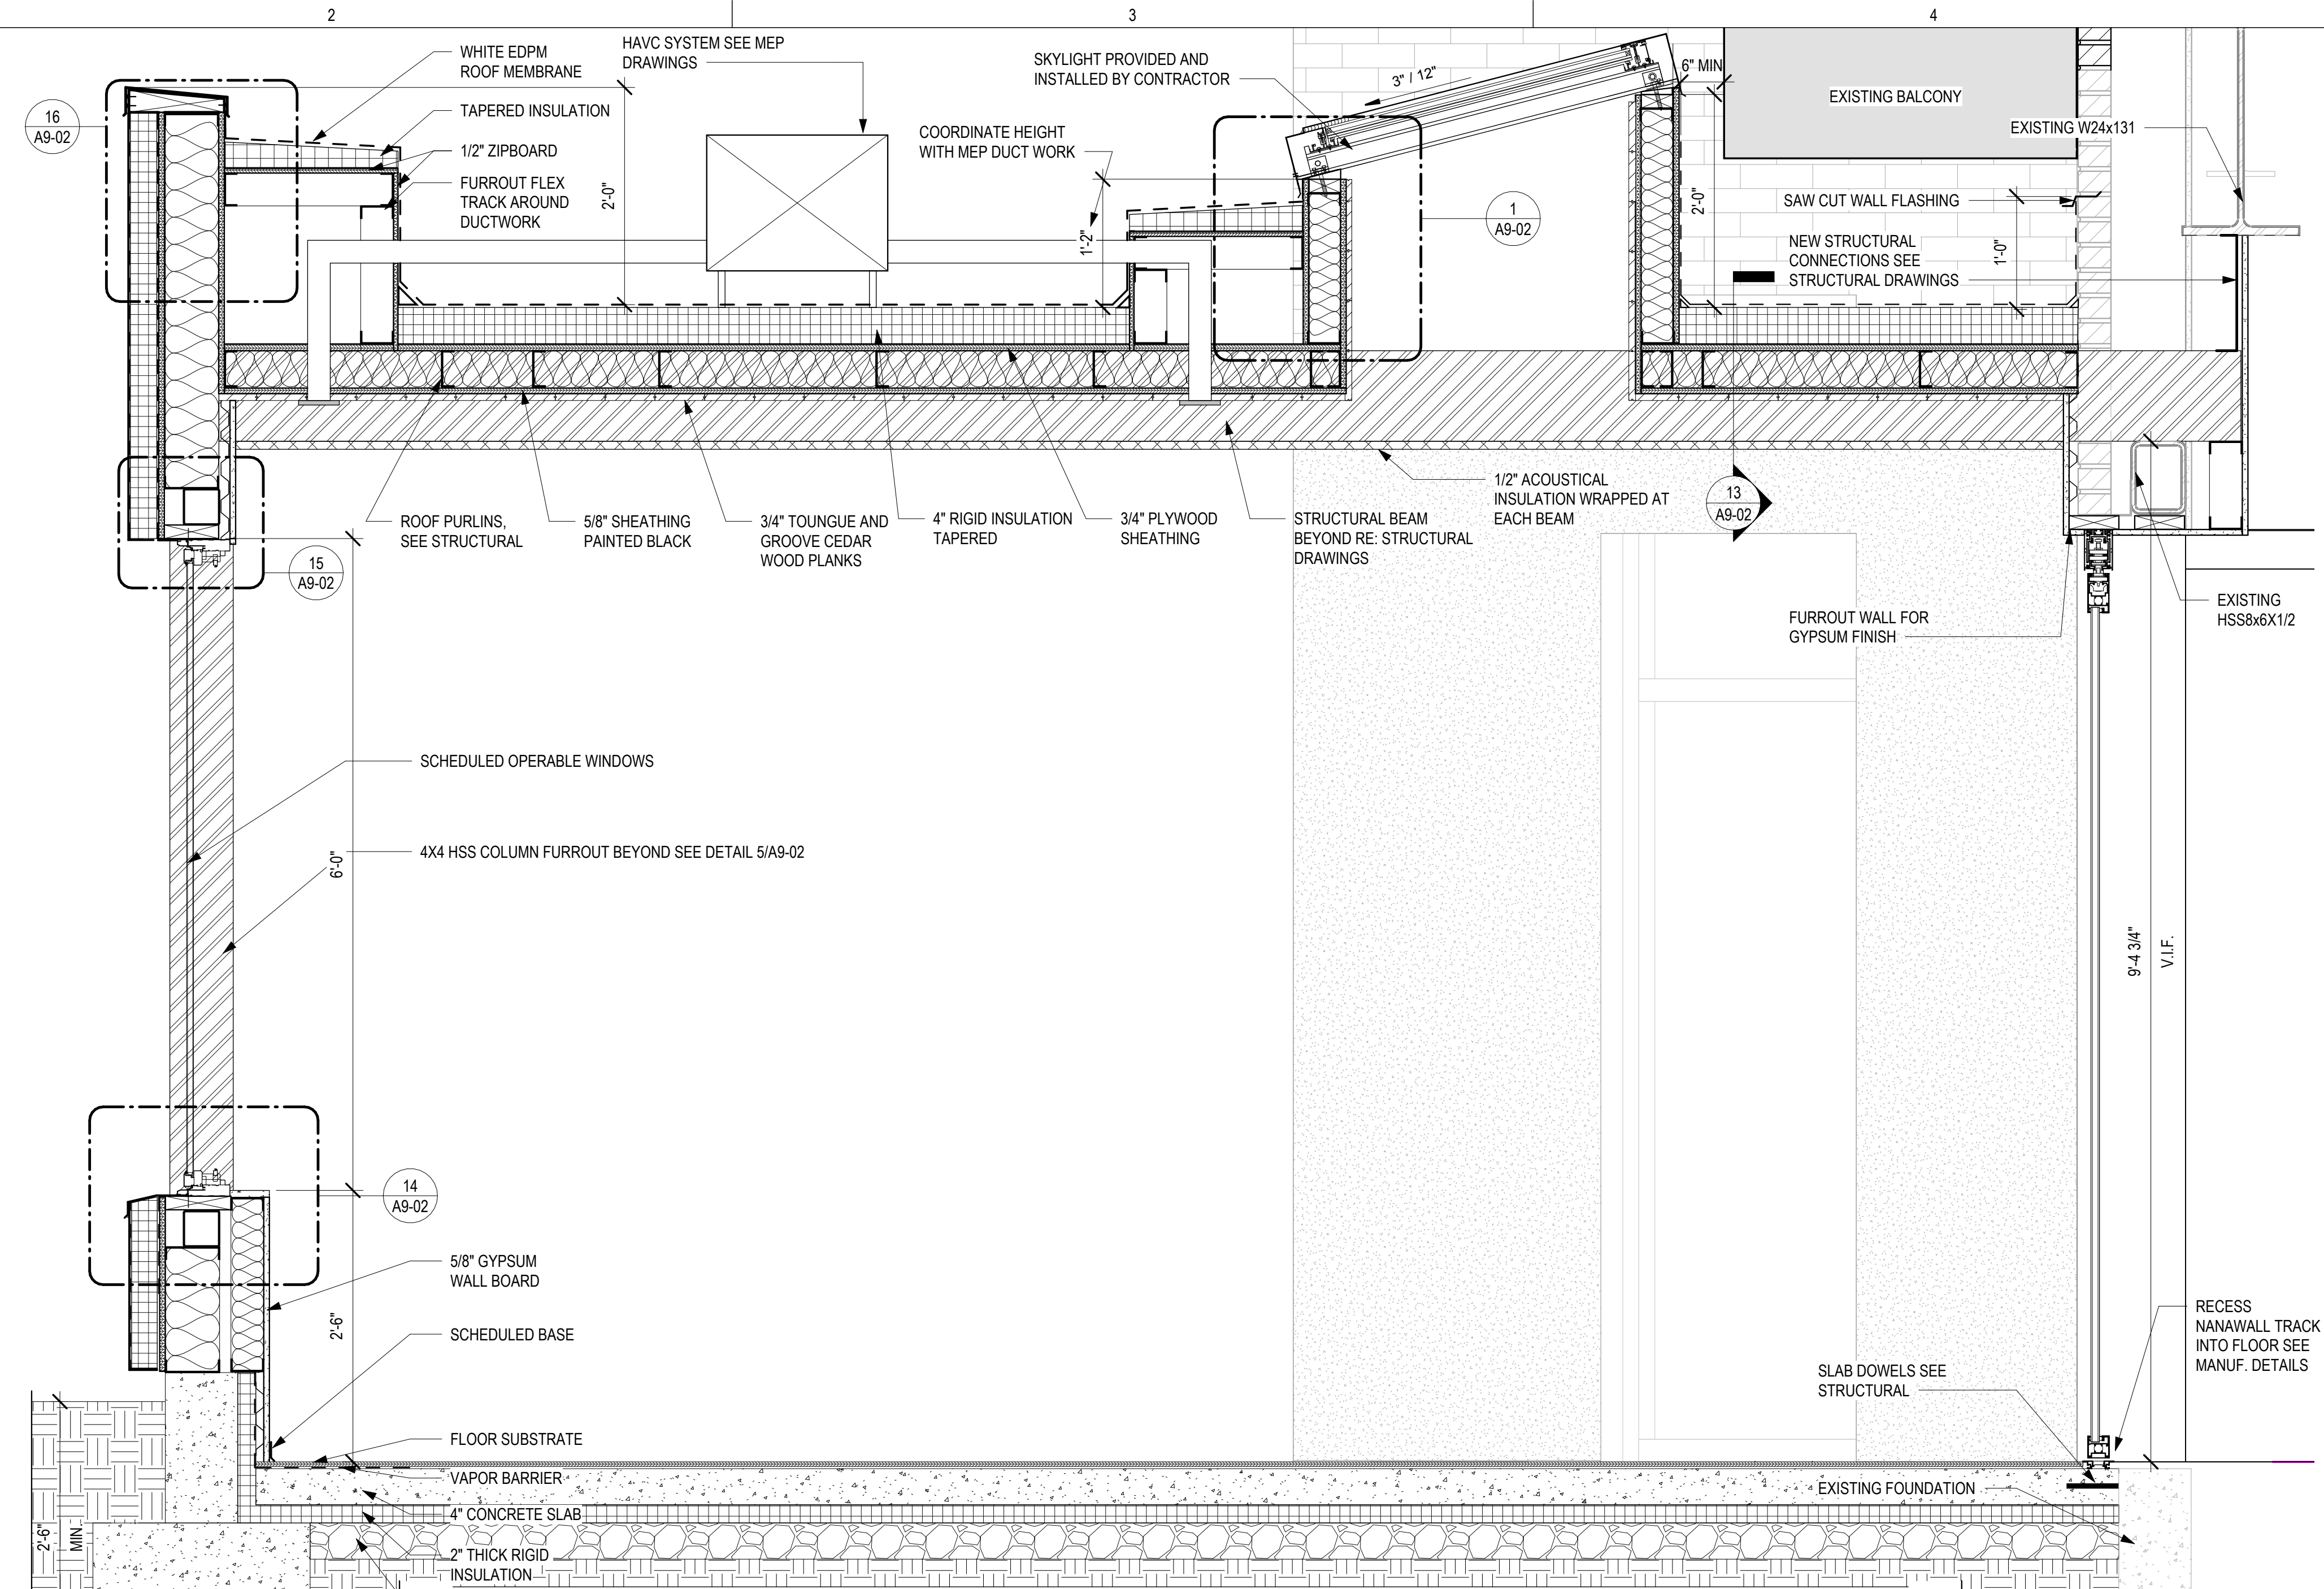 2
3
4
WHITE EDPM
ROOF MEMBRANE
HAVC SYSTEM SEE MEP
DRAWINGS
SKYLIGHT PROVIDED AND
INSTALLED BY CONTRACTOR
3" / 12"
6" MIN
EXISTING BALCONY
EXISTING W24x131
16
A9-02
TAPERED INSULATION
1/2" ZIPBOARD
FURROUT FLEX
TRACK AROUND
DUCTWORK
2'-0"
COORDINATE HEIGHT
WITH MEP DUCT WORK
1'-2"
1
A9-02
2'-0"
SAW CUT WALL FLASHING
NEW STRUCTURAL
CONNECTIONS SEE
STRUCTURAL DRAWINGS
1'-0"
ROOF PURLINS,
SEE STRUCTURAL
5/8" SHEATHING
PAINTED BLACK
3/4" TOUNGUE AND
GROOVE CEDAR
WOOD PLANKS
4" RIGID INSULATION
TAPERED
3/4" PLYWOOD
SHEATHING
STRUCTURAL BEAM
BEYOND RE: STRUCTURAL
DRAWINGS
1/2" ACOUSTICAL
INSULATION WRAPPED AT
EACH BEAM
13
A9-02
15
A9-02
FURROUT WALL FOR
GYPSUM FINISH
EXISTING
HSS8x6X1/2
SCHEDULED OPERABLE WINDOWS
4X4 HSS COLUMN FURROUT BEYOND SEE DETAIL 5/A9-02
6'-0"
9'-4 3/4"
V.I.F.
14
A9-02
5/8" GYPSUM
WALL BOARD
2'-6"
SCHEDULED BASE
RECESS
NANAWALL TRACK
INTO FLOOR SEE
MANUF. DETAILS
SLAB DOWELS SEE
STRUCTURAL
FLOOR SUBSTRATE
VAPOR BARRIER
EXISTING FOUNDATION
4" CONCRETE SLAB
2'-6"
MIN.
2" THICK RIGID
INSULATION